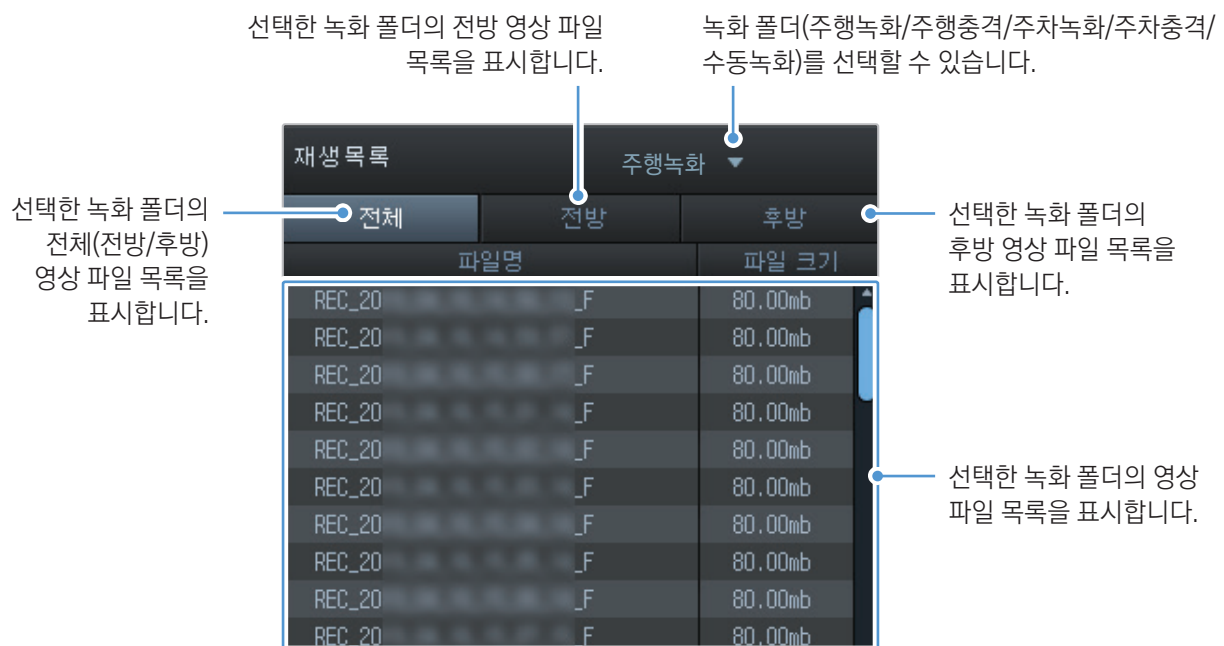 선택한 녹화 폴더의 전방 영상 파일
목록을 표시합니다.
녹화 폴더(주행녹화/주행충격/주차녹화/주차충격/
수동녹화)를 선택할 수 있습니다.
재생목록 주행녹화
선택한 녹화 폴더의
전체(전방/후방)
영상 파일 목록을
표시합니다.
전체 전방 후방
선택한 녹화 폴더의
후방 영상 파일 목록을
표시합니다.
파일명 파일 크기
REC_20 _F 80.00mb
REC_20 _F 80.00mb
REC_20 _F 80.00mb
REC_20 _F 80.00mb
REC_20 _F 80.00mb
REC_20 _F 80.00mb
REC_20 _F 80.00mb
REC_20 _F 80.00mb
REC_20 _F 80.00mb
REC_20 _F 80.00mb
선택한 녹화 폴더의 영상
파일 목록을 표시합니다.